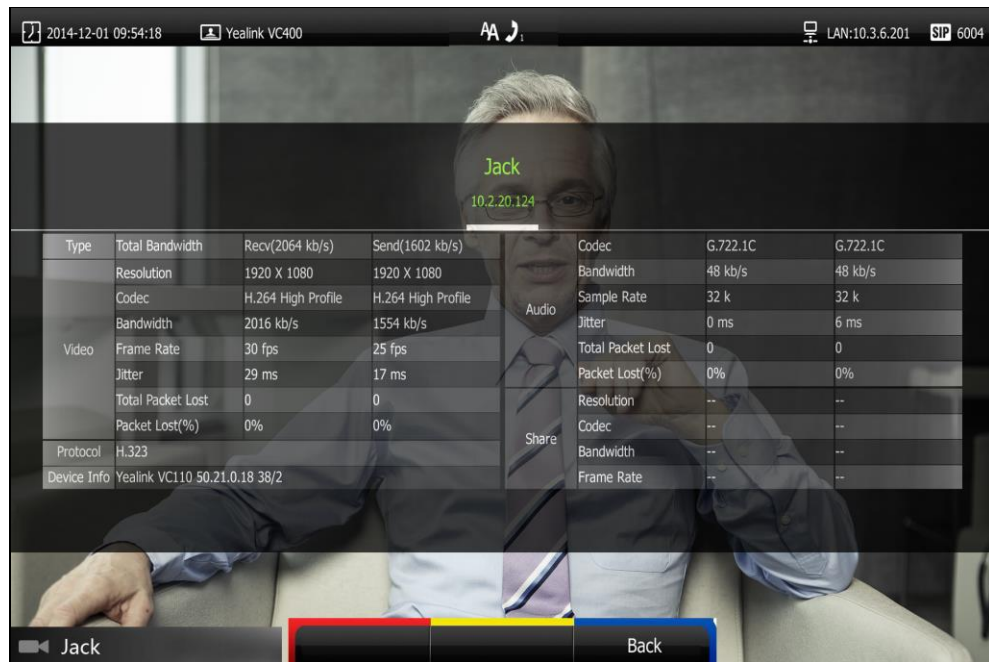 2014-12-01 09:54:18 Yealink VC400 AA 1 LAN:10.3.6.201 SIP 6004
Jack
10.2.20.124
Type Total Bandwidth Recv(2064 kb/s) Send(1602 kb/s)
Video
Resolution 1920 X 1080 1920 X 1080
Codec H.264 High Profile H.264 High Profile
Bandwidth 2016 kb/s 1554 kb/s
Frame Rate 30 fps 25 fps
Jitter 29 ms 17 ms
Total Packet Lost 0 0
Packet Lost(%) 0% 0%
Protocol H.323
Device Info Yealink VC110 50.21.0.18 38/2
Audio
Codec G.722.1C G.722.1C
Bandwidth 48 kb/s 48 kb/s
Sample Rate 32 k 32 k
Jitter 0 ms 6 ms
Total Packet Lost 0 0
Packet Lost(%) 0% 0%
Share
Resolution -- --
Codec -- --
Bandwidth -- --
Frame Rate -- --
Jack
Back